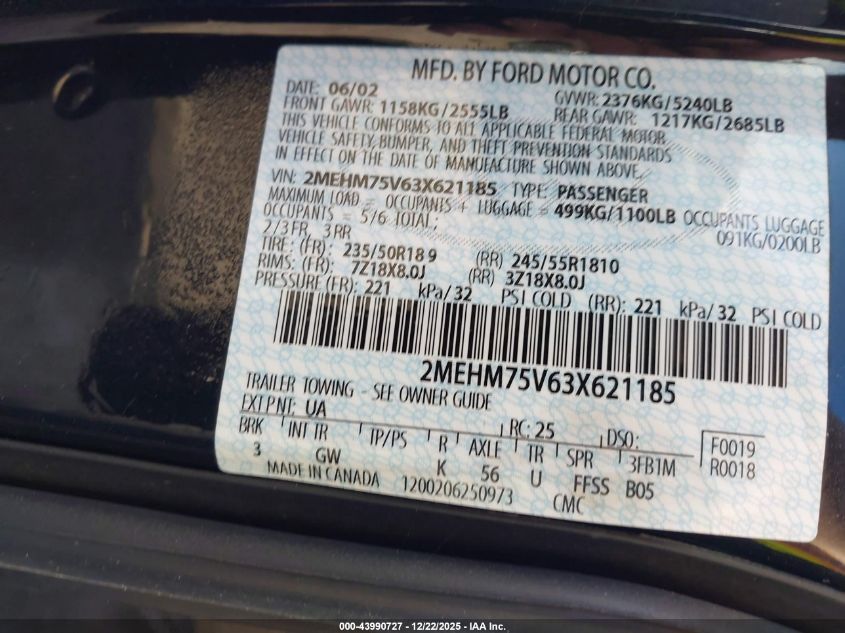 MFD. BY FORD MOTOR CO.
DATE: 06/02 GVWR: 2376KG/5240LB
FRONT GAWR: 1158KG/2555LB REAR GAWR: 1217KG/2685LB
THIS VEHICLE CONFORMS TO ALL APPLICABLE FEDERAL MOTOR
VEHICLE SAFETY, BUMPER, AND THEFT PREVENTION STANDARDS
IN EFFECT ON THE DATE OF MANUFACTURE SHOWN ABOVE.
VIN: 2MEHM75V63X621185 TYPE: PASSENGER
MAXIMUM LOAD = OCCUPANTS + LUGGAGE = 499KG/1100LB OCCUPANTS LUGGAGE
OCCUPANTS = 5/6 TOTAL: 091KG/0200LB
2/3 FR, 3 RR
TIRE: (FR): 235/50R18 9 (RR) 245/55R1810
RIMS: (FR): 7Z18X8.0J (RR) 3Z18X8.0J
PRESSURE (FR): 221 kPa/ 32 PSI COLD (RR): 221 kPa/ 32 PSI COLD
2MEHM75V63X621185
TRAILER TOWING - SEE OWNER GUIDE
EXT PNT: UA RC: 25 DSO: F0019
BRK INT TR TP/PS R AXLE TR SPR 3FB1M R0018
3 GW K 56 U FFSS B05
MADE IN CANADA 1200206250973 CMC
000-43990727 - 12/22/2025 - IAA Inc.